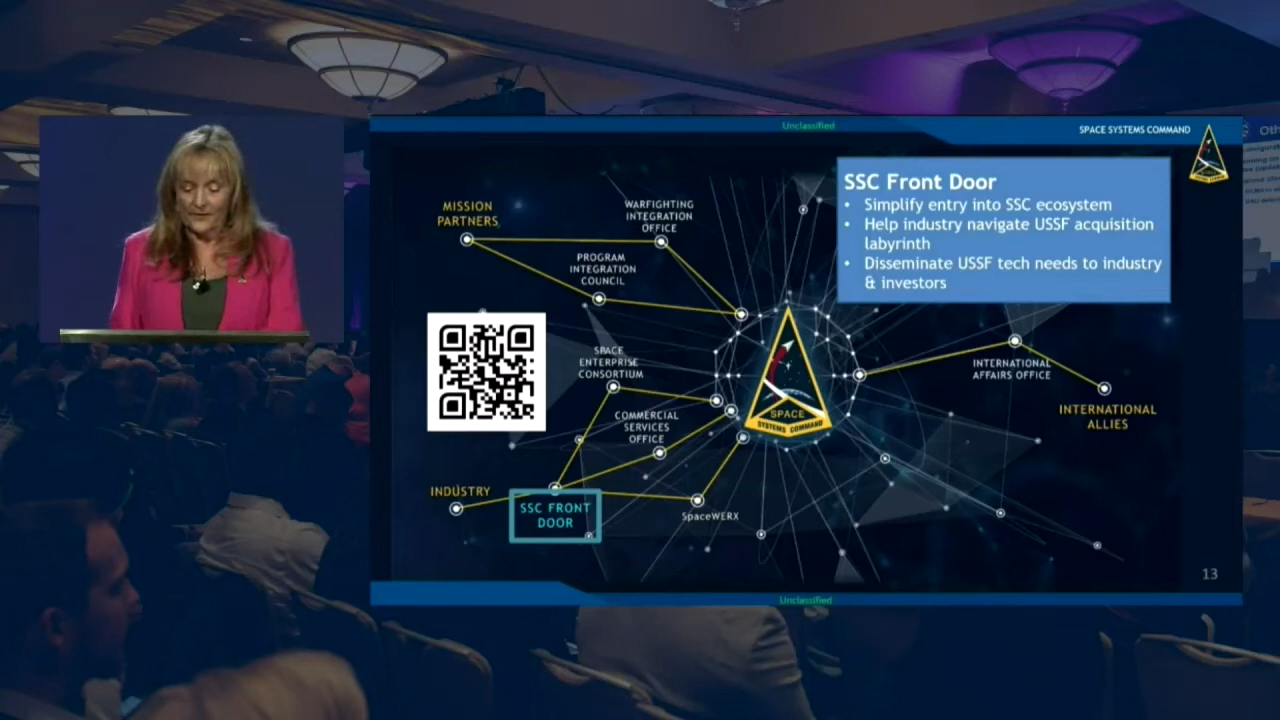 Unclassified
SPACE SYSTEMS COMMAND
SSC Front Door
• Simplify entry into SSC ecosystem
• Help industry navigate USSF acquisition
labyrinth
• Disseminate USSF tech needs to industry
& investors
MISSION
PARTNERS
WARFIGHTING
INTEGRATION
OFFICE
PROGRAM
INTEGRATION
COUNCIL
SPACE
ENTERPRISE
CONSORTIUM
COMMERCIAL
SERVICES
OFFICE
INDUSTRY
SSC FRONT
DOOR
SpaceWERX
SPACE
SYSTEMS COMMAND
INTERNATIONAL
AFFAIRS OFFICE
INTERNATIONAL
ALLIES
13
Unclassified